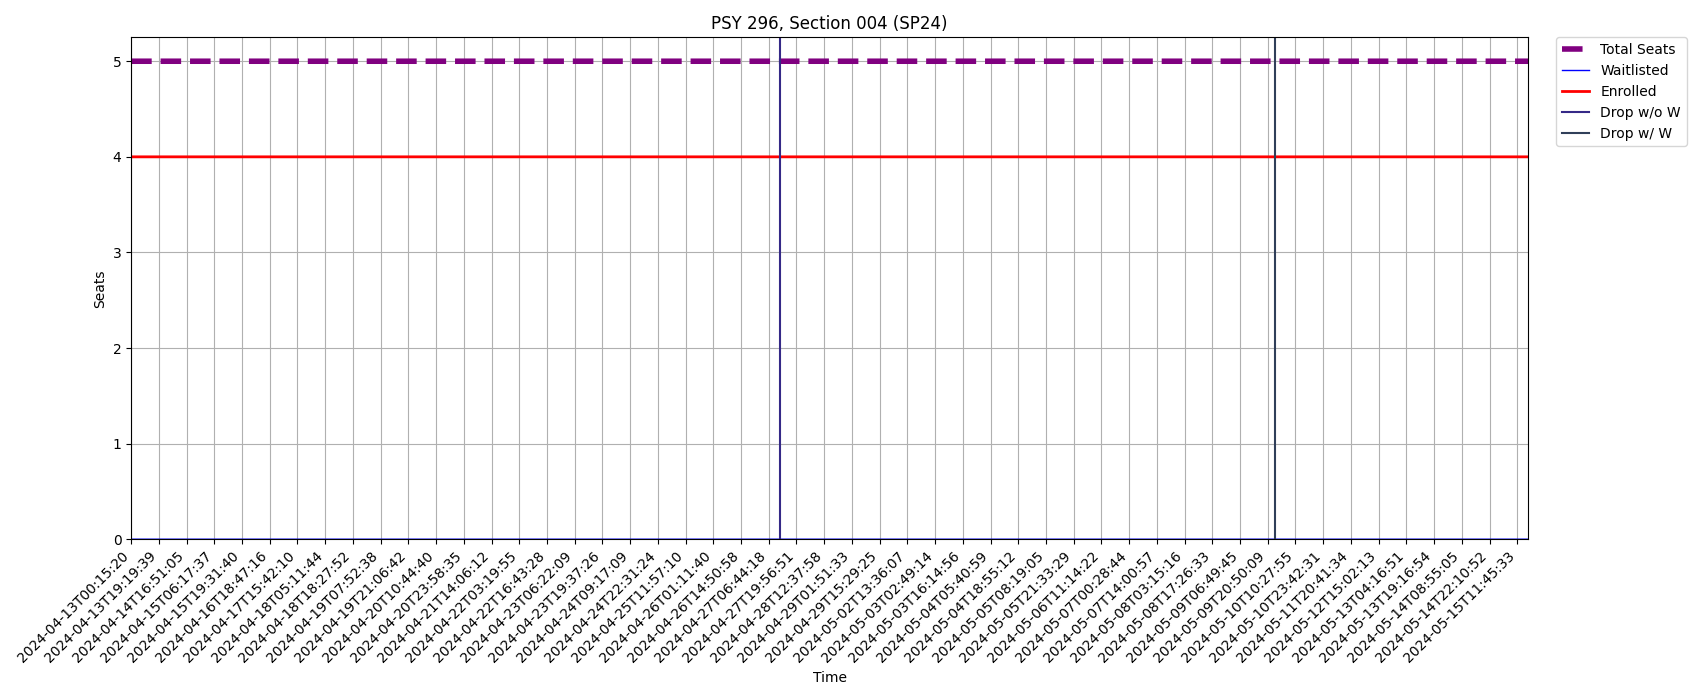 PSY 296, Section 004 (SP24)
Total Seats
Waitlisted
Enrolled
Drop w/o W
Drop w/ W
Seats
5
4
3
2
1
0
2024-04-13T00:15:20
2024-04-13T19:19:39
2024-04-14T16:51:05
2024-04-15T06:17:37
2024-04-15T19:31:40
2024-04-16T18:47:16
2024-04-17T15:42:10
2024-04-18T05:11:44
2024-04-18T18:27:52
2024-04-19T07:52:38
2024-04-19T21:06:42
2024-04-20T10:44:40
2024-04-20T23:58:35
2024-04-21T14:06:12
2024-04-22T03:19:55
2024-04-22T16:43:28
2024-04-23T06:22:09
2024-04-23T19:37:26
2024-04-24T09:17:09
2024-04-24T22:31:24
2024-04-25T11:57:10
2024-04-26T01:11:40
2024-04-26T14:50:58
2024-04-27T06:44:18
2024-04-27T19:56:51
2024-04-28T12:37:58
2024-04-29T01:51:33
2024-04-29T15:29:25
2024-05-02T13:36:07
2024-05-03T02:49:14
2024-05-03T16:14:56
2024-05-04T05:40:59
2024-05-04T18:55:12
2024-05-05T08:19:05
2024-05-05T21:33:29
2024-05-06T11:14:22
2024-05-07T00:28:44
2024-05-07T14:00:57
2024-05-08T03:15:16
2024-05-08T17:26:33
2024-05-09T06:49:45
2024-05-09T20:50:09
2024-05-10T10:27:55
2024-05-10T23:42:31
2024-05-11T20:41:34
2024-05-12T15:02:13
2024-05-13T04:16:51
2024-05-13T19:16:54
2024-05-14T08:55:05
2024-05-14T22:10:52
2024-05-15T11:45:33
Time